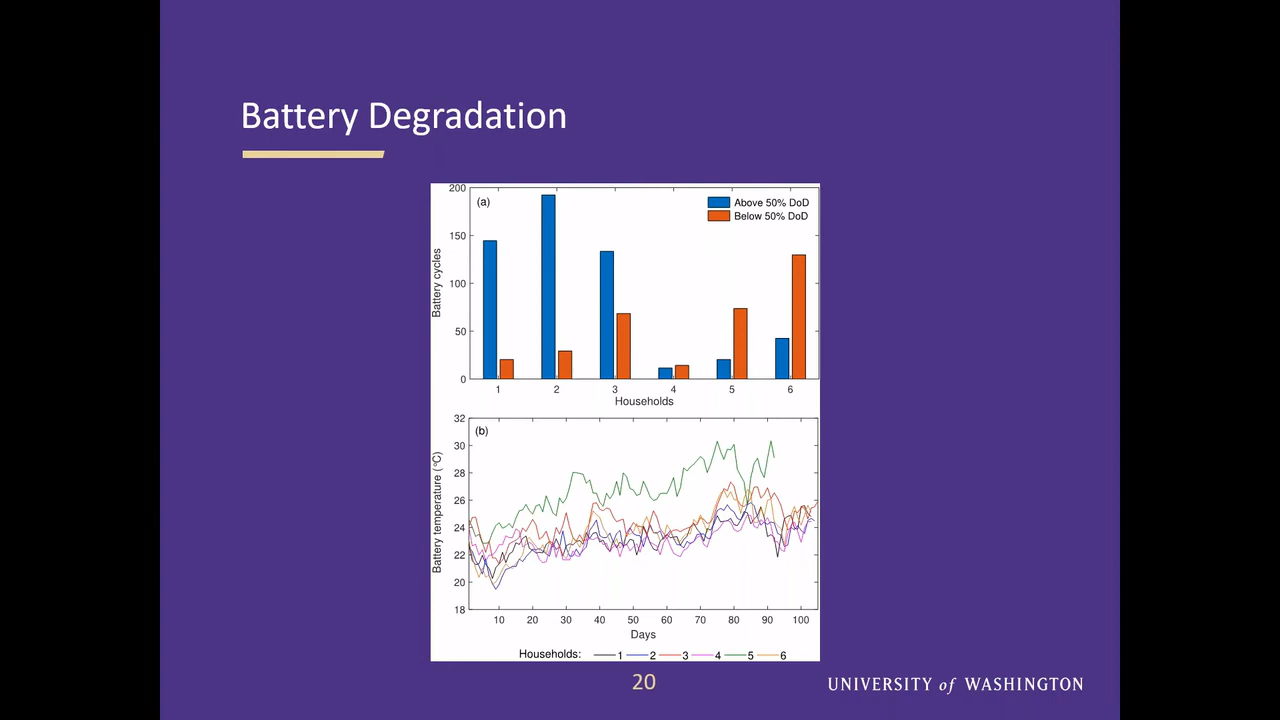 Battery Degradation
(a)
Above 50% DoD
Below 50% DoD
200
150
100
50
0
Battery cycles
1 2 3 4 5 6
Households
(b)
32
30
28
26
24
22
20
18
Battery temperature (°C)
10 20 30 40 50 60 70 80 90 100
Days
Households: 1 2 3 4 5 6
20
UNIVERSITY of WASHINGTON